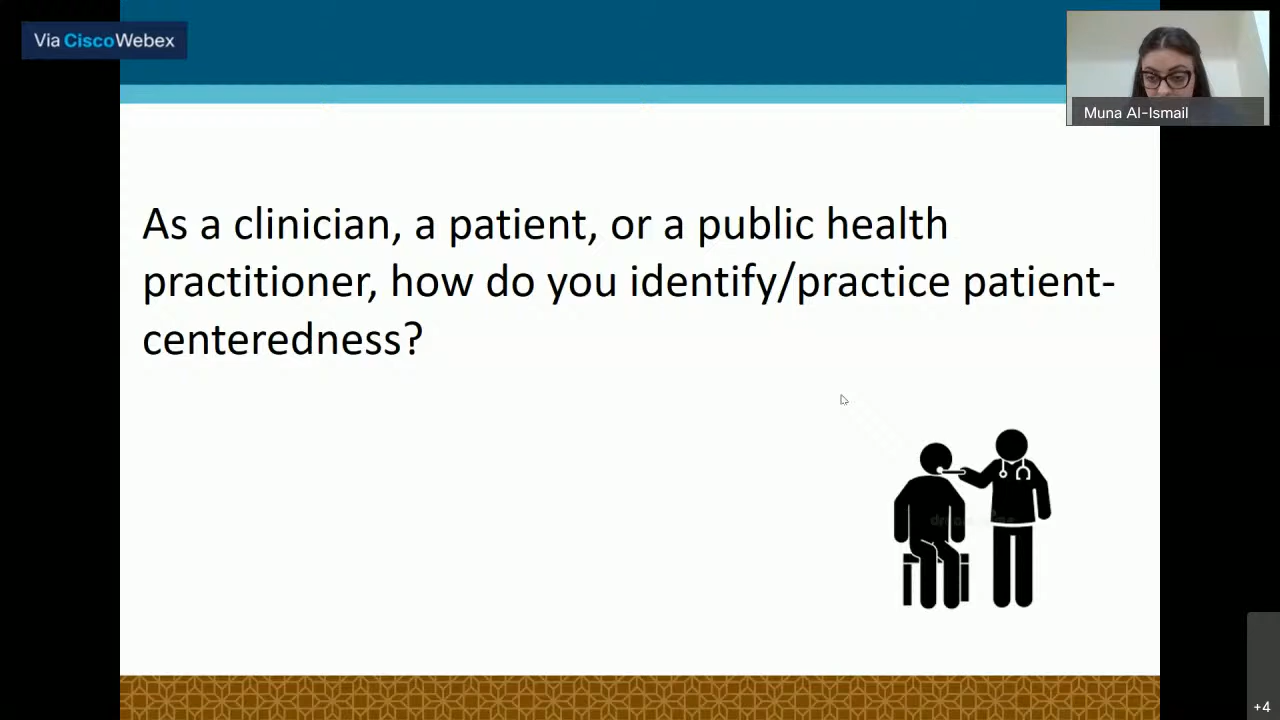 Via CiscoWebex
Muna Al-Ismail
As a clinician, a patient, or a public health
practitioner, how do you identify/practice patient-
centeredness?
+4